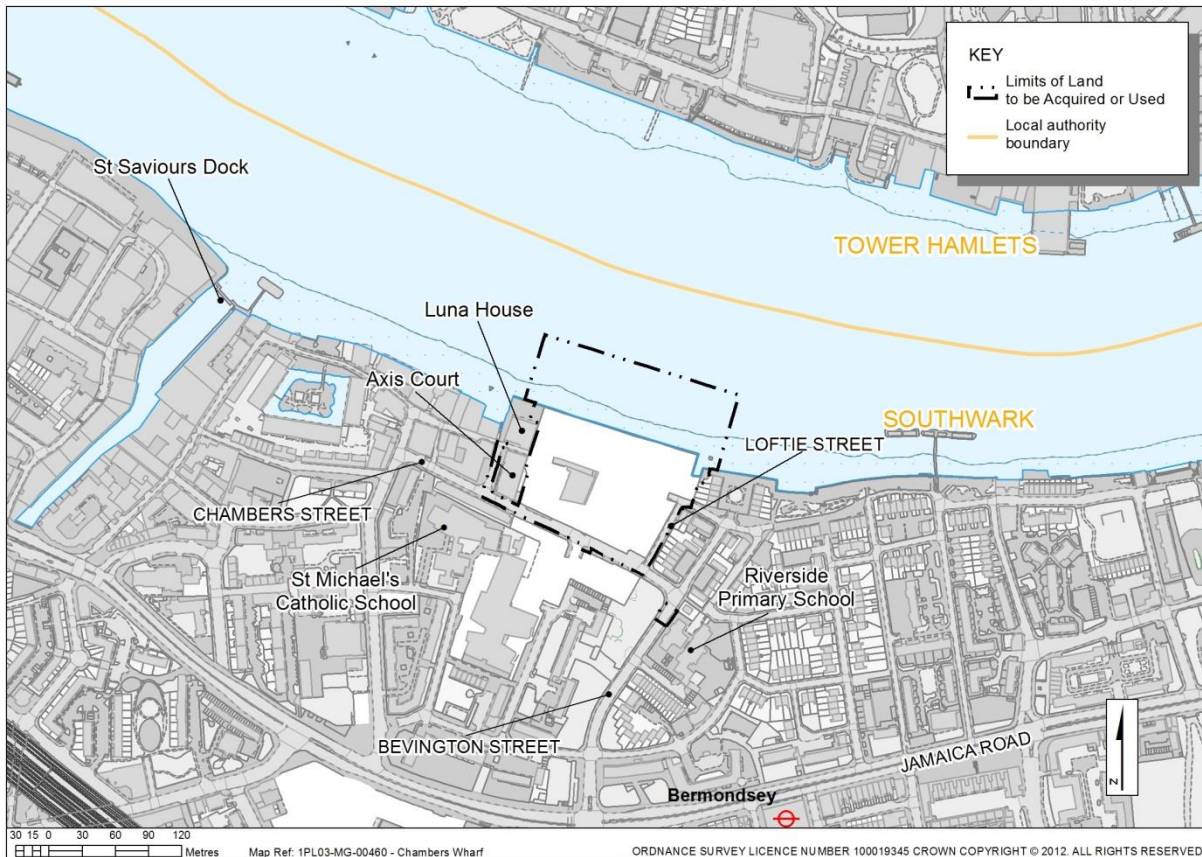 KEY
Limits of Land
to be Acquired or Used
Local authority
boundary
St Saviours Dock
TOWER HAMLETS
Luna House
Axis Court
SOUTHWARK
LOFTIE STREET
CHAMBERS STREET
St Michael's
Catholic School
Riverside
Primary School
BEVINGTON STREET
JAMAICA ROAD
N
Bermondsey
30 15 0 30 60 90 120
Metres
Map Ref: 1PL03-MG-00460 - Chambers Wharf
ORDNANCE SURVEY LICENCE NUMBER 100019345 CROWN COPYRIGHT © 2012. ALL RIGHTS RESERVED